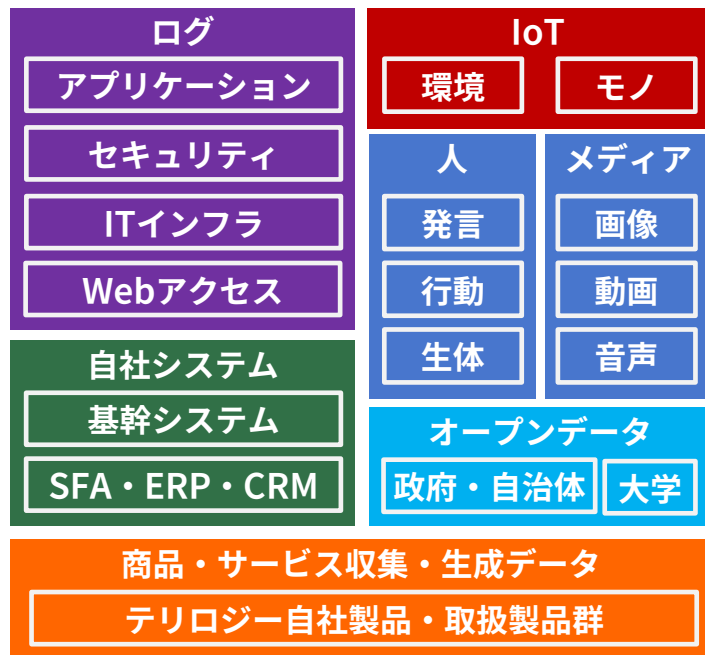 ログ
アプリケーション
セキュリティ
ITインフラ
Webアクセス
IoT
環境
モノ
人
発言
行動
生体
メディア
画像
動画
音声
自社システム
基幹システム
SFA・ERP・CRM
オープンデータ
政府・自治体
大学
商品・サービス収集・生成データ
テリロジー自社製品・取扱製品群